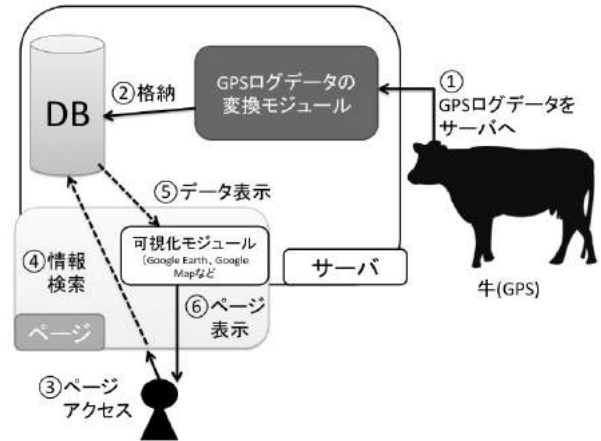 ①
GPSログデータを
サーバへ
GPSログデータの
変換モジュール
②格納
DB
⑤データ表示
可視化モジュール
(Google Earth、Google
Mapなど
サーバ
牛(GPS)
④情報
検索
⑥ページ
表示
ページ
③ページ
アクセス